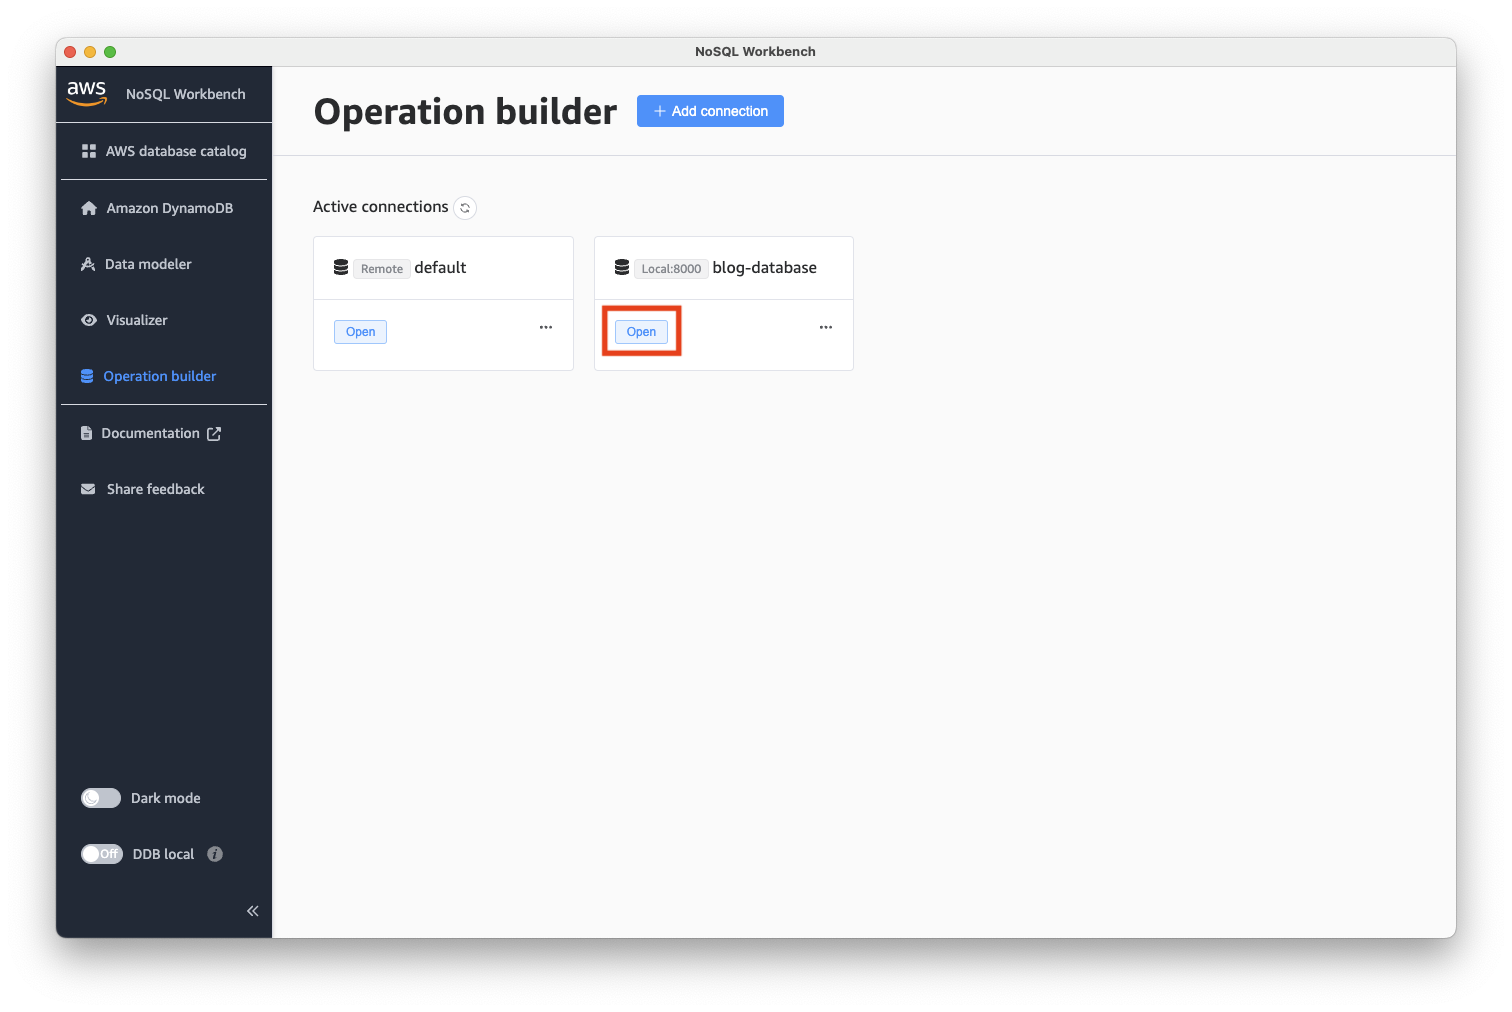 NoSQL Workbench
aws
NoSQL Workbench
AWS database catalog
Amazon DynamoDB
Data modeler
Visualizer
Operation builder
Documentation
Share feedback
Dark mode
Off
DDB local
Operation builder
+ Add connection
Active connections
Remote default
Open
Local:8000 blog-database
Open